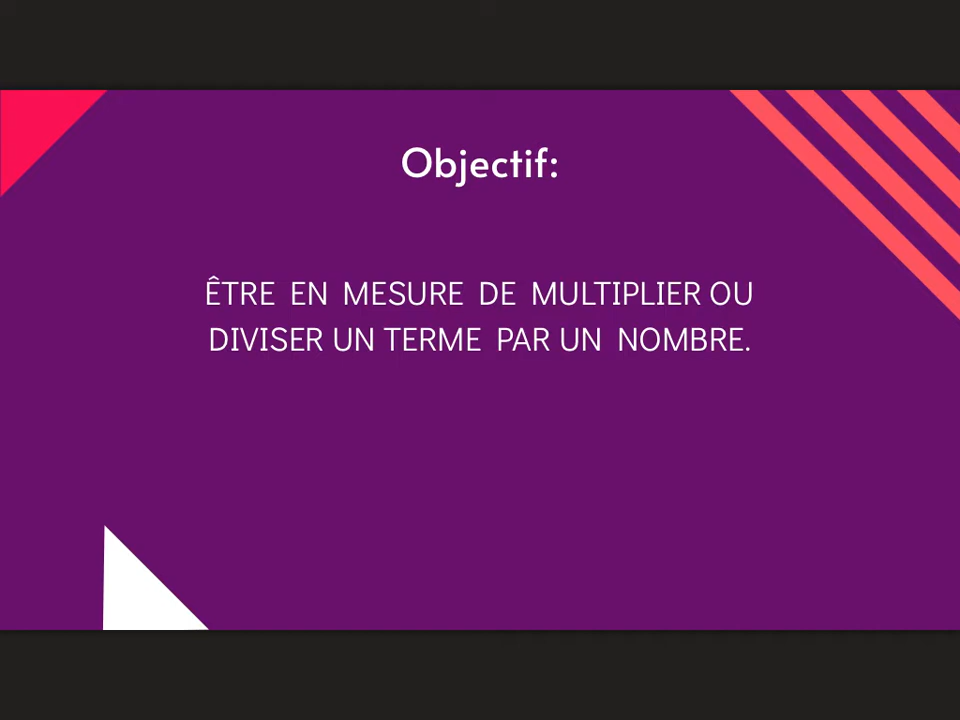 Objectif:
ÊTRE EN MESURE DE MULTIPLIER OU
DIVISER UN TERME PAR UN NOMBRE.